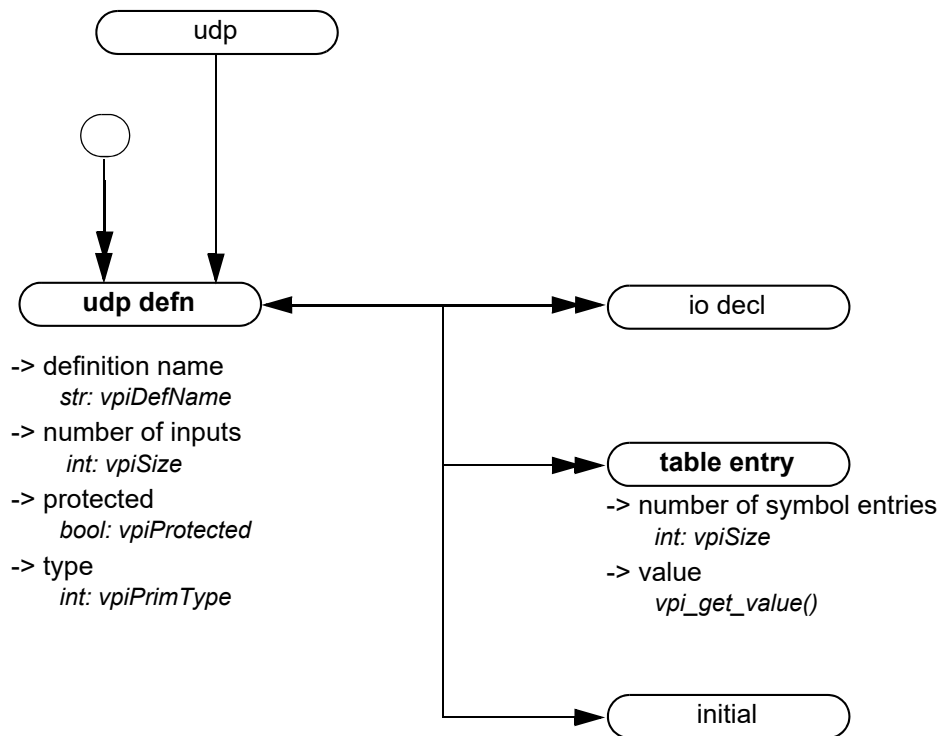 udp
udp defn
io decl
-> definition name
str: vpiDefName
-> number of inputs
int: vpiSize
-> protected
bool: vpiProtected
-> type
int: vpiPrimType
table entry
-> number of symbol entries
int: vpiSize
-> value
vpi_get_value()
initial